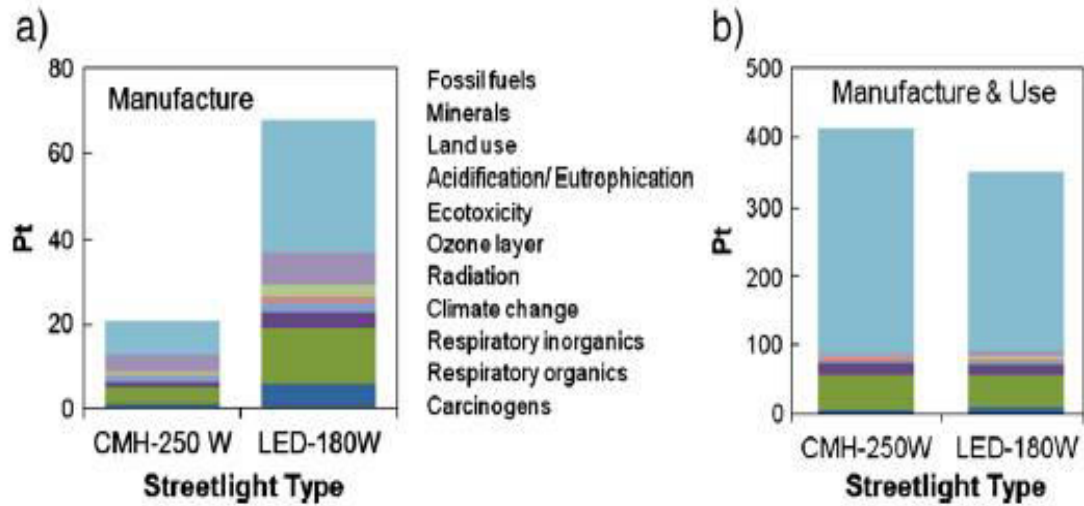 a)
80
60
40
20
0
Pt
Manufacture
CMH-250 W
LED-180W
Streetlight Type
Fossil fuels
Minerals
Land use
Acidification/ Eutrophication
Ecotoxicity
Ozone layer
Radiation
Climate change
Respiratory inorganics
Respiratory organics
Carcinogens
b)
500
400
300
200
100
0
Pt
Manufacture & Use
CMH-250W
LED-180W
Streetlight Type